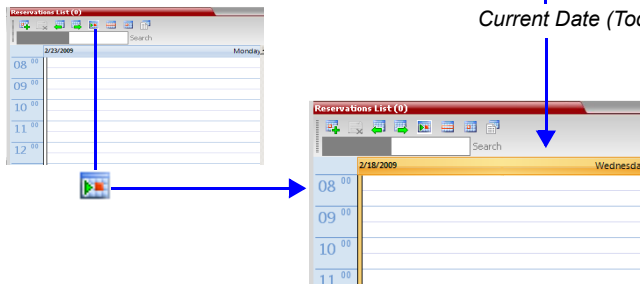 Reservations List (0)
Search
2/23/2009 Monday
08 00
09 00
10 00
11 00
12 00
Current Date (Tod
Reservations List (0)
Search
2/18/2009 Wednesda
08 00
09 00
10 00
11 00